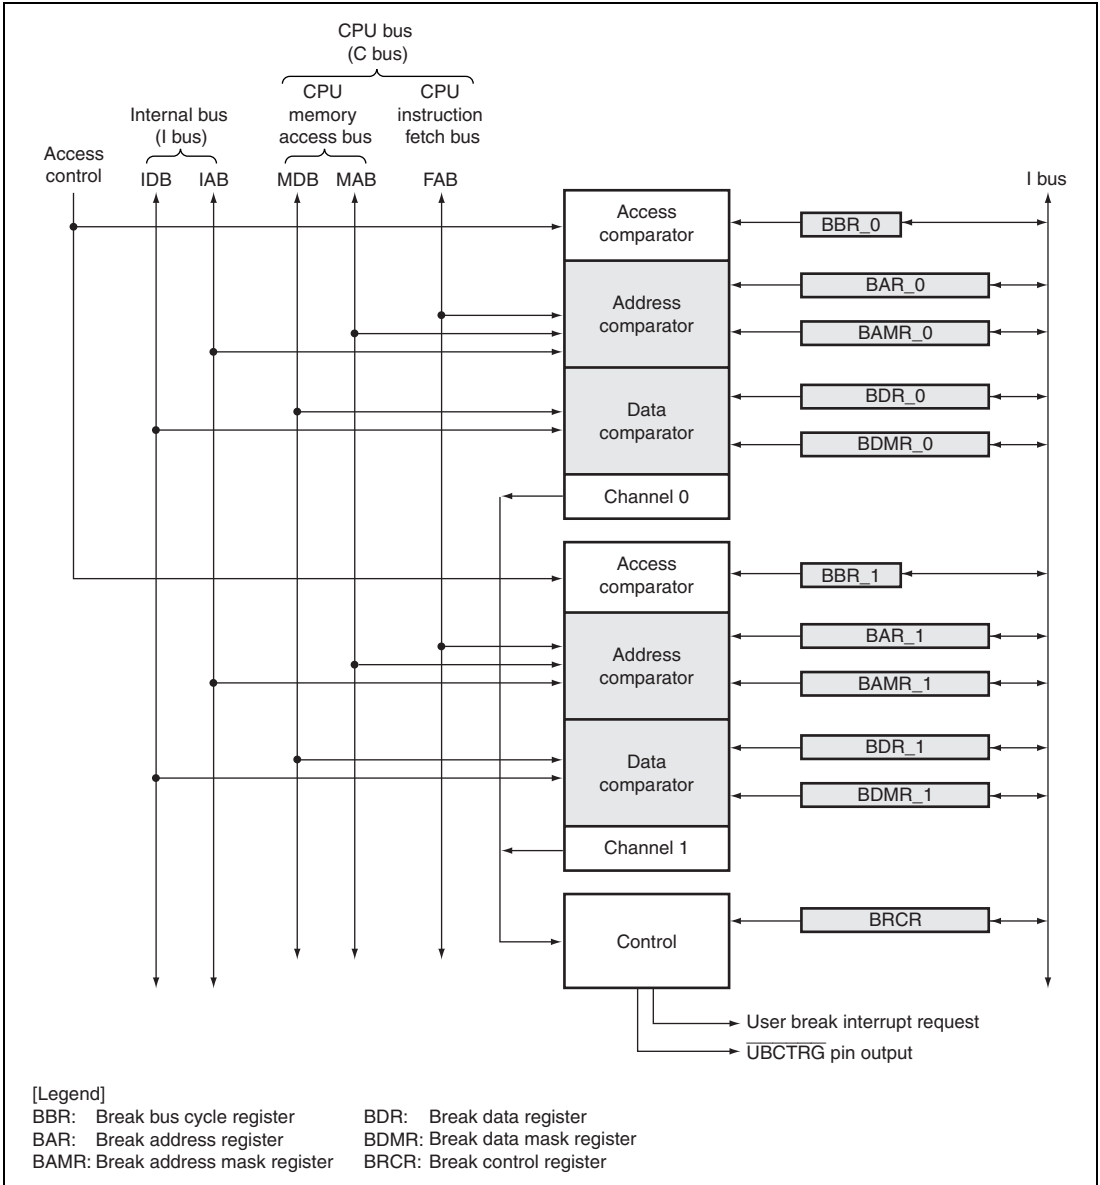 CPU bus
(C bus)
CPU
memory
access bus
CPU
instruction
fetch bus
Internal bus
(I bus)
Access
control
IDB
IAB
MDB
MAB
FAB
I bus
Access
comparator
BBR_0
Address
comparator
BAR_0
BAMR_0
Data
comparator
BDR_0
BDMR_0
Channel 0
Access
comparator
BBR_1
Address
comparator
BAR_1
BAMR_1
Data
comparator
BDR_1
BDMR_1
Channel 1
Control
BRCR
User break interrupt request
UBCTRG pin output
[Legend]
BBR: Break bus cycle register
BAR: Break address register
BAMR: Break address mask register
BDR: Break data register
BDMR: Break data mask register
BRCR: Break control register